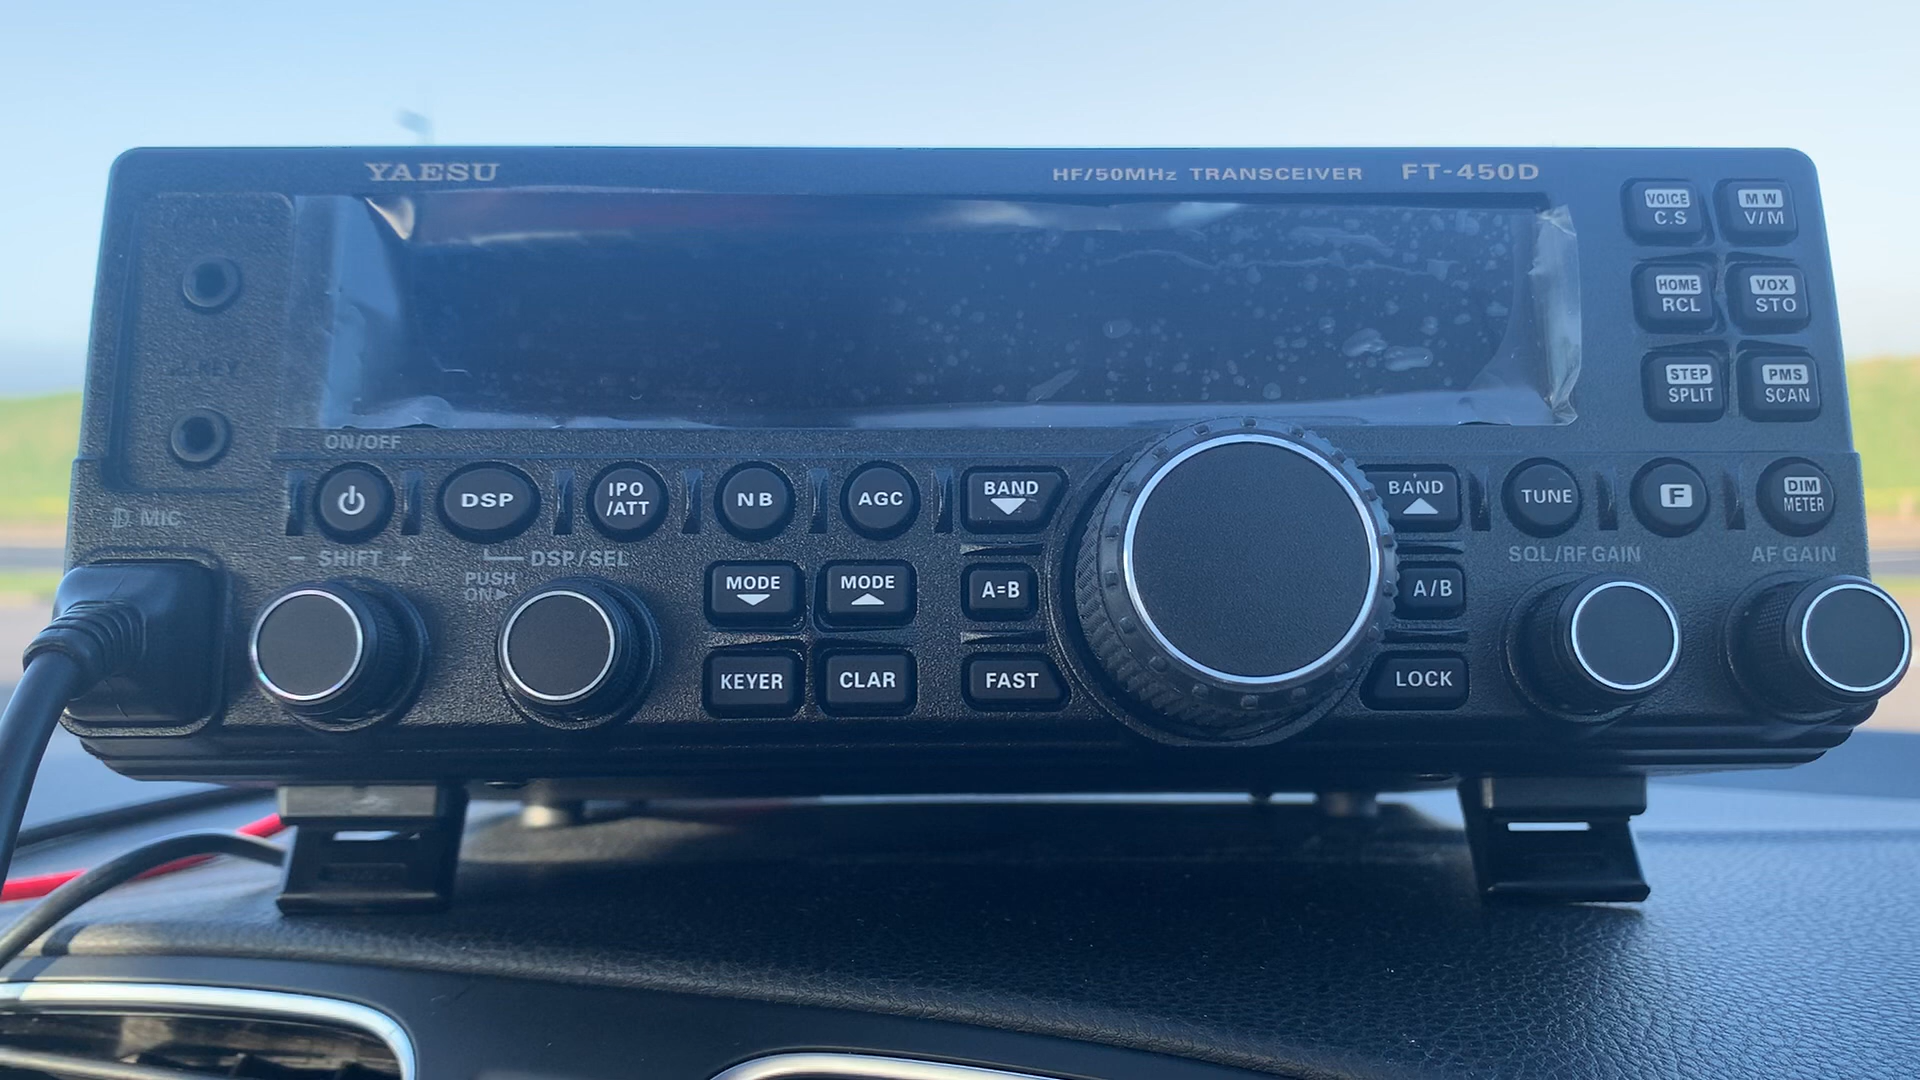 YAESU
HF/50MHz TRANSCEIVER FT-450D
VOICE
C.S
MW
V/M
HOME
RCL
VOX
STO
STEP
SPLIT
PMS
SCAN
KEY
ON/OFF
DSP
IPO
/ATT
NB
AGC
BAND
BAND
TUNE
F
DIM
METER
MIC
– SHIFT +
DSP/SEL
PUSH
ON
SQL/RF GAIN
AF GAIN
MODE
MODE
A=B
A/B
KEYER
CLAR
FAST
LOCK